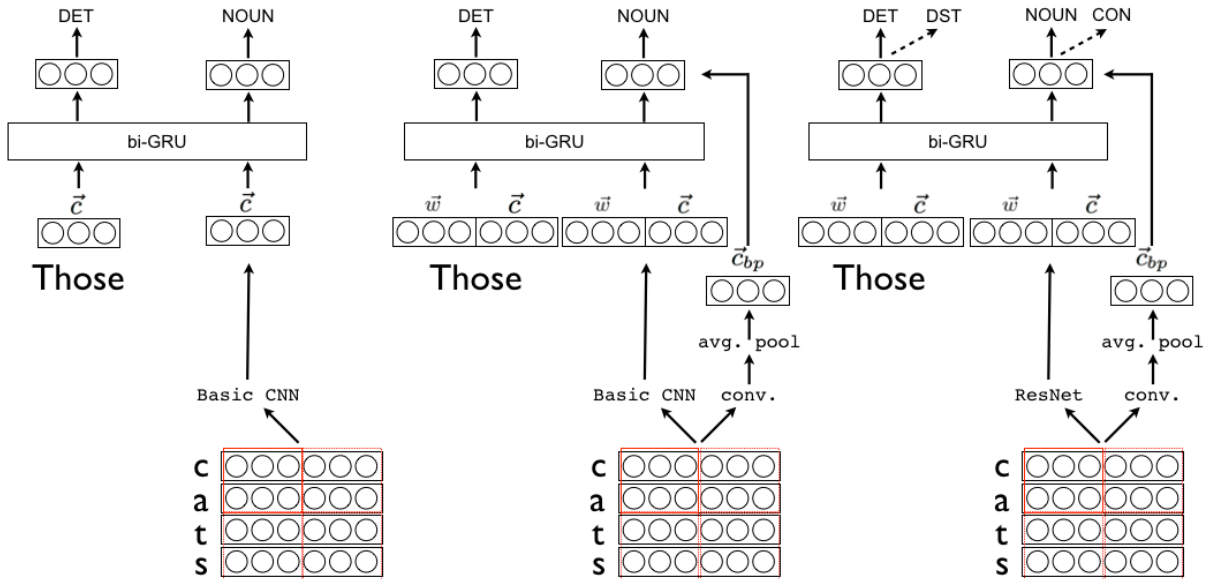 DET NOUN
bi-GRU
c⃗ c⃗
Those
Basic CNN
c
a
t
s
DET NOUN
bi-GRU
w⃗ c⃗ w⃗ c⃗
Those
c⃗bp
avg. pool
Basic CNN conv.
c
a
t
s
DET DST NOUN CON
bi-GRU
w⃗ c⃗ w⃗ c⃗
Those
c⃗bp
avg. pool
ResNet conv.
c
a
t
s